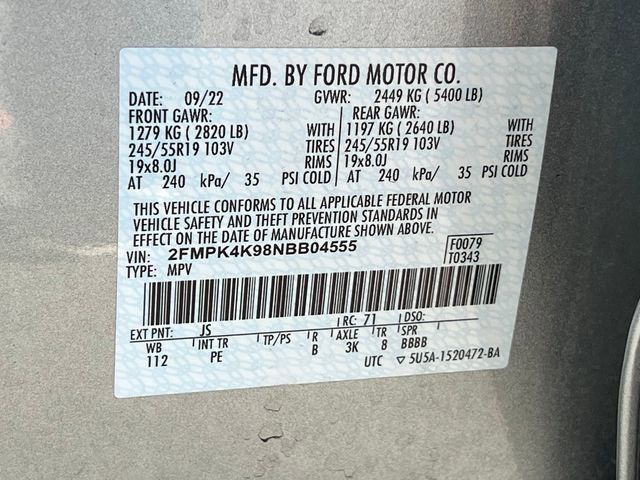 MFD. BY FORD MOTOR CO.
DATE: 09/22 GVWR: 2449 KG ( 5400 LB)
FRONT GAWR: REAR GAWR:
1279 KG ( 2820 LB) WITH 1197 KG ( 2640 LB) WITH
245/55R19 103V TIRES 245/55R19 103V TIRES
19x8.0J RIMS 19x8.0J RIMS
AT 240 kPa/ 35 PSI COLD AT 240 kPa/ 35 PSI COLD
THIS VEHICLE CONFORMS TO ALL APPLICABLE FEDERAL MOTOR
VEHICLE SAFETY AND THEFT PREVENTION STANDARDS IN
EFFECT ON THE DATE OF MANUFACTURE SHOWN ABOVE.
VIN: 2FMPK4K98NBB04555 F0079
TYPE: MPV T0343
EXT PNT: JS RC: 71 DSO:
WB INT TR TP/PS R AXLE TR SPR
112 PE B 3K 8 BBBB
UTC ▽ 5U5A-1520472-BA